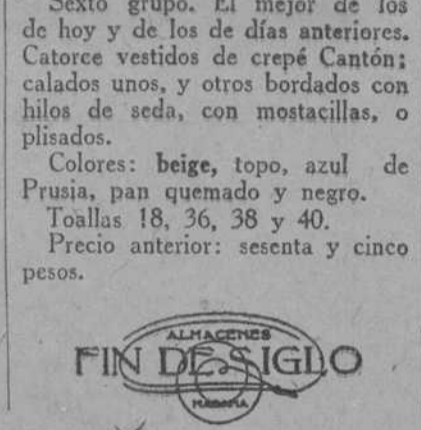 Sexto grupo. El mejor de los
de hoy y de los de días anteriores.
Catorce vestidos de crepé Cantón;
calados unos, y otros bordados con
hilos de seda, con mostacillas, o
plisados.
Colores: beige, topo, azul de
Prusia, pan quemado y negro.
Toallas 18, 36, 38 y 40.
Precio anterior: sesenta y cinco
pesos.
ALMACENES
FIN DE SIGLO
HABANA